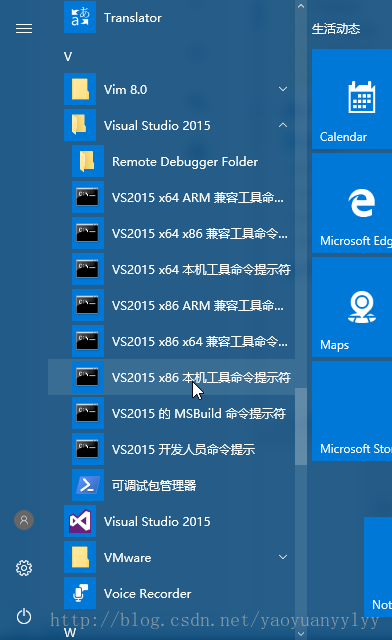 Translator
生活动态
V
Vim 8.0
Visual Studio 2015
Calendar
Remote Debugger Folder
VS2015 x64 ARM 兼容工具命...
VS2015 x64 x86 兼容工具命令...
Microsoft Edg
VS2015 x64 本机工具命令提示符
VS2015 x86 ARM 兼容工具命...
VS2015 x86 x64 兼容工具命令...
Maps
VS2015 x86 本机工具命令提示符
VS2015 的 MSBuild 命令提示符
VS2015 开发人员命令提示
Microsoft Sto
可调试包管理器
Visual Studio 2015
VMware
Voice Recorder
Not
http://blog.csdn.net/yaoyuanyylyy
W